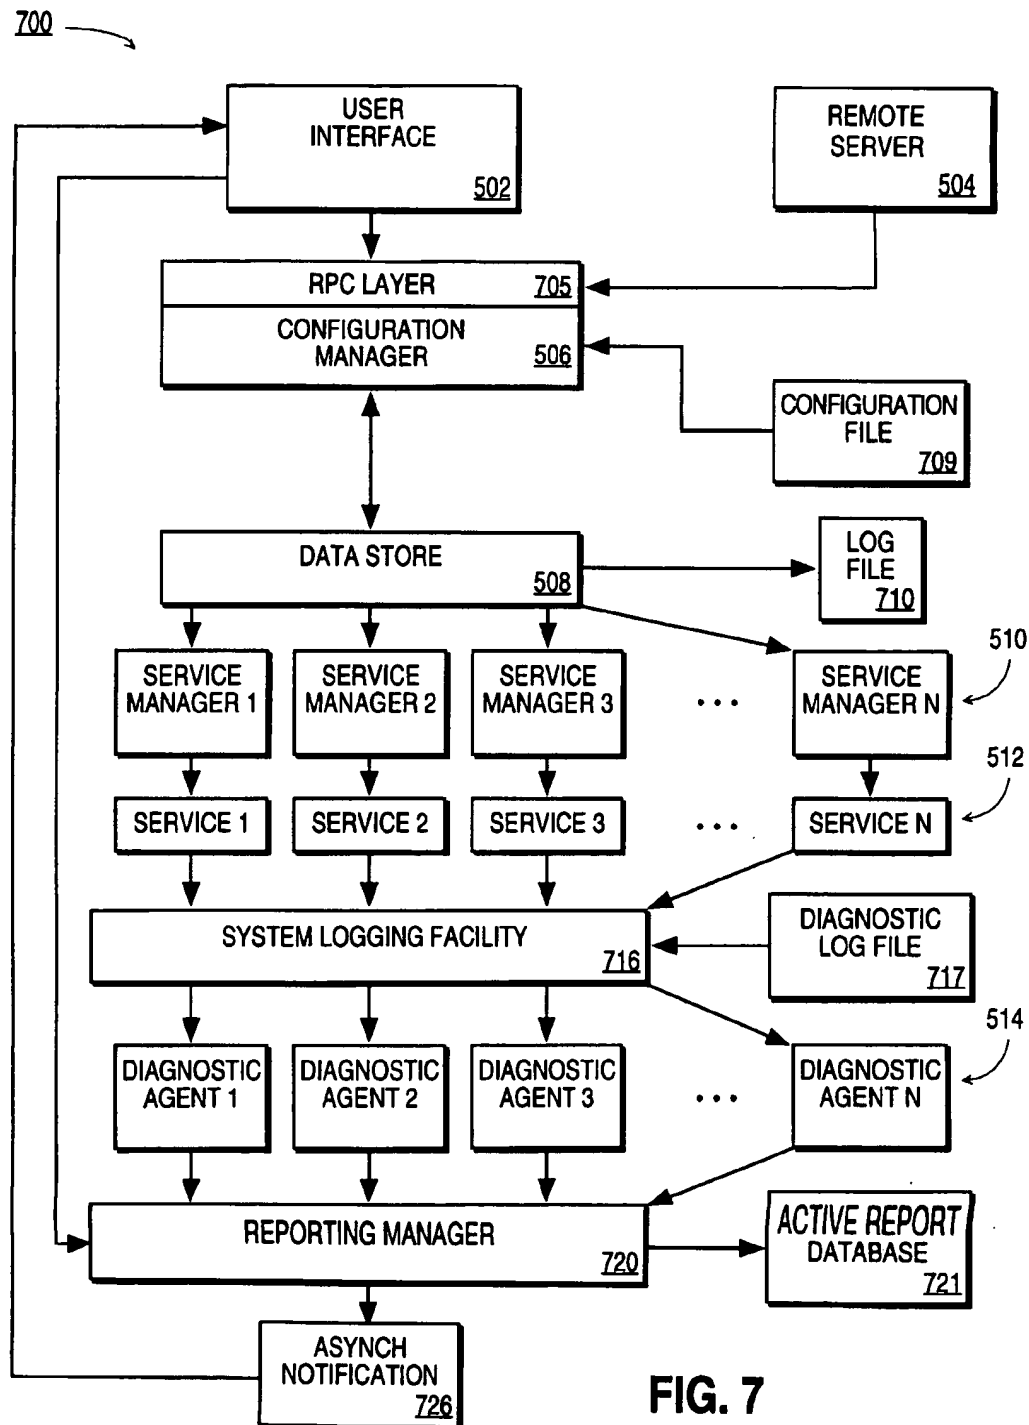 700
USER
INTERFACE
502
REMOTE
SERVER
504
RPC LAYER
705
CONFIGURATION
MANAGER
506
CONFIGURATION
FILE
709
DATA STORE
508
LOG
FILE
710
SERVICE
MANAGER 1
SERVICE
MANAGER 2
SERVICE
MANAGER 3
• • •
SERVICE
MANAGER N
510
SERVICE 1
SERVICE 2
SERVICE 3
• • •
SERVICE N
512
SYSTEM LOGGING FACILITY
716
DIAGNOSTIC
LOG FILE
717
DIAGNOSTIC
AGENT 1
DIAGNOSTIC
AGENT 2
DIAGNOSTIC
AGENT 3
• • •
DIAGNOSTIC
AGENT N
514
REPORTING MANAGER
720
ACTIVE REPORT
DATABASE
721
ASYNCH
NOTIFICATION
726
FIG. 7